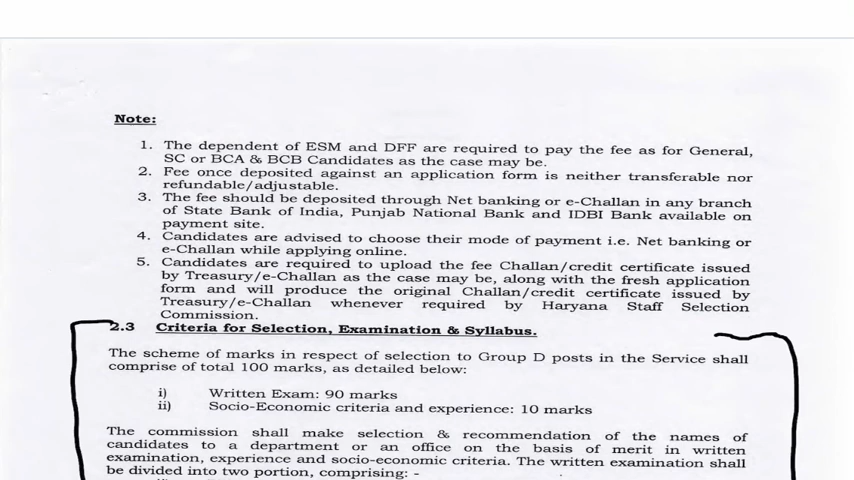 Note:
1. The dependent of ESM and DFF are required to pay the fee as for General,
SC or BCA & BCB Candidates as the case may be.
2. Fee once deposited against an application form is neither transferable nor
refundable/adjustable.
3. The fee should be deposited through Net banking or e-Challan in any branch
of State Bank of India, Punjab National Bank and IDBI Bank available on
payment site.
4. Candidates are advised to choose their mode of payment i.e. Net banking or
e-Challan while applying online.
5. Candidates are required to upload the fee Challan/credit certificate issued
by Treasury/e-Challan as the case may be, along with the fresh application
form and will produce the original Challan/credit certificate issued by
Treasury/e-Challan whenever required by Haryana Staff Selection
Commission.
2.3 Criteria for Selection, Examination & Syllabus.
The scheme of marks in respect of selection to Group D posts in the Service shall
comprise of total 100 marks, as detailed below:
i) Written Exam: 90 marks
ii) Socio-Economic criteria and experience: 10 marks
The commission shall make selection & recommendation of the names of
candidates to a department or an office on the basis of merit in written
examination, experience and socio-economic criteria. The written examination shall
be divided into two portion, comprising: -